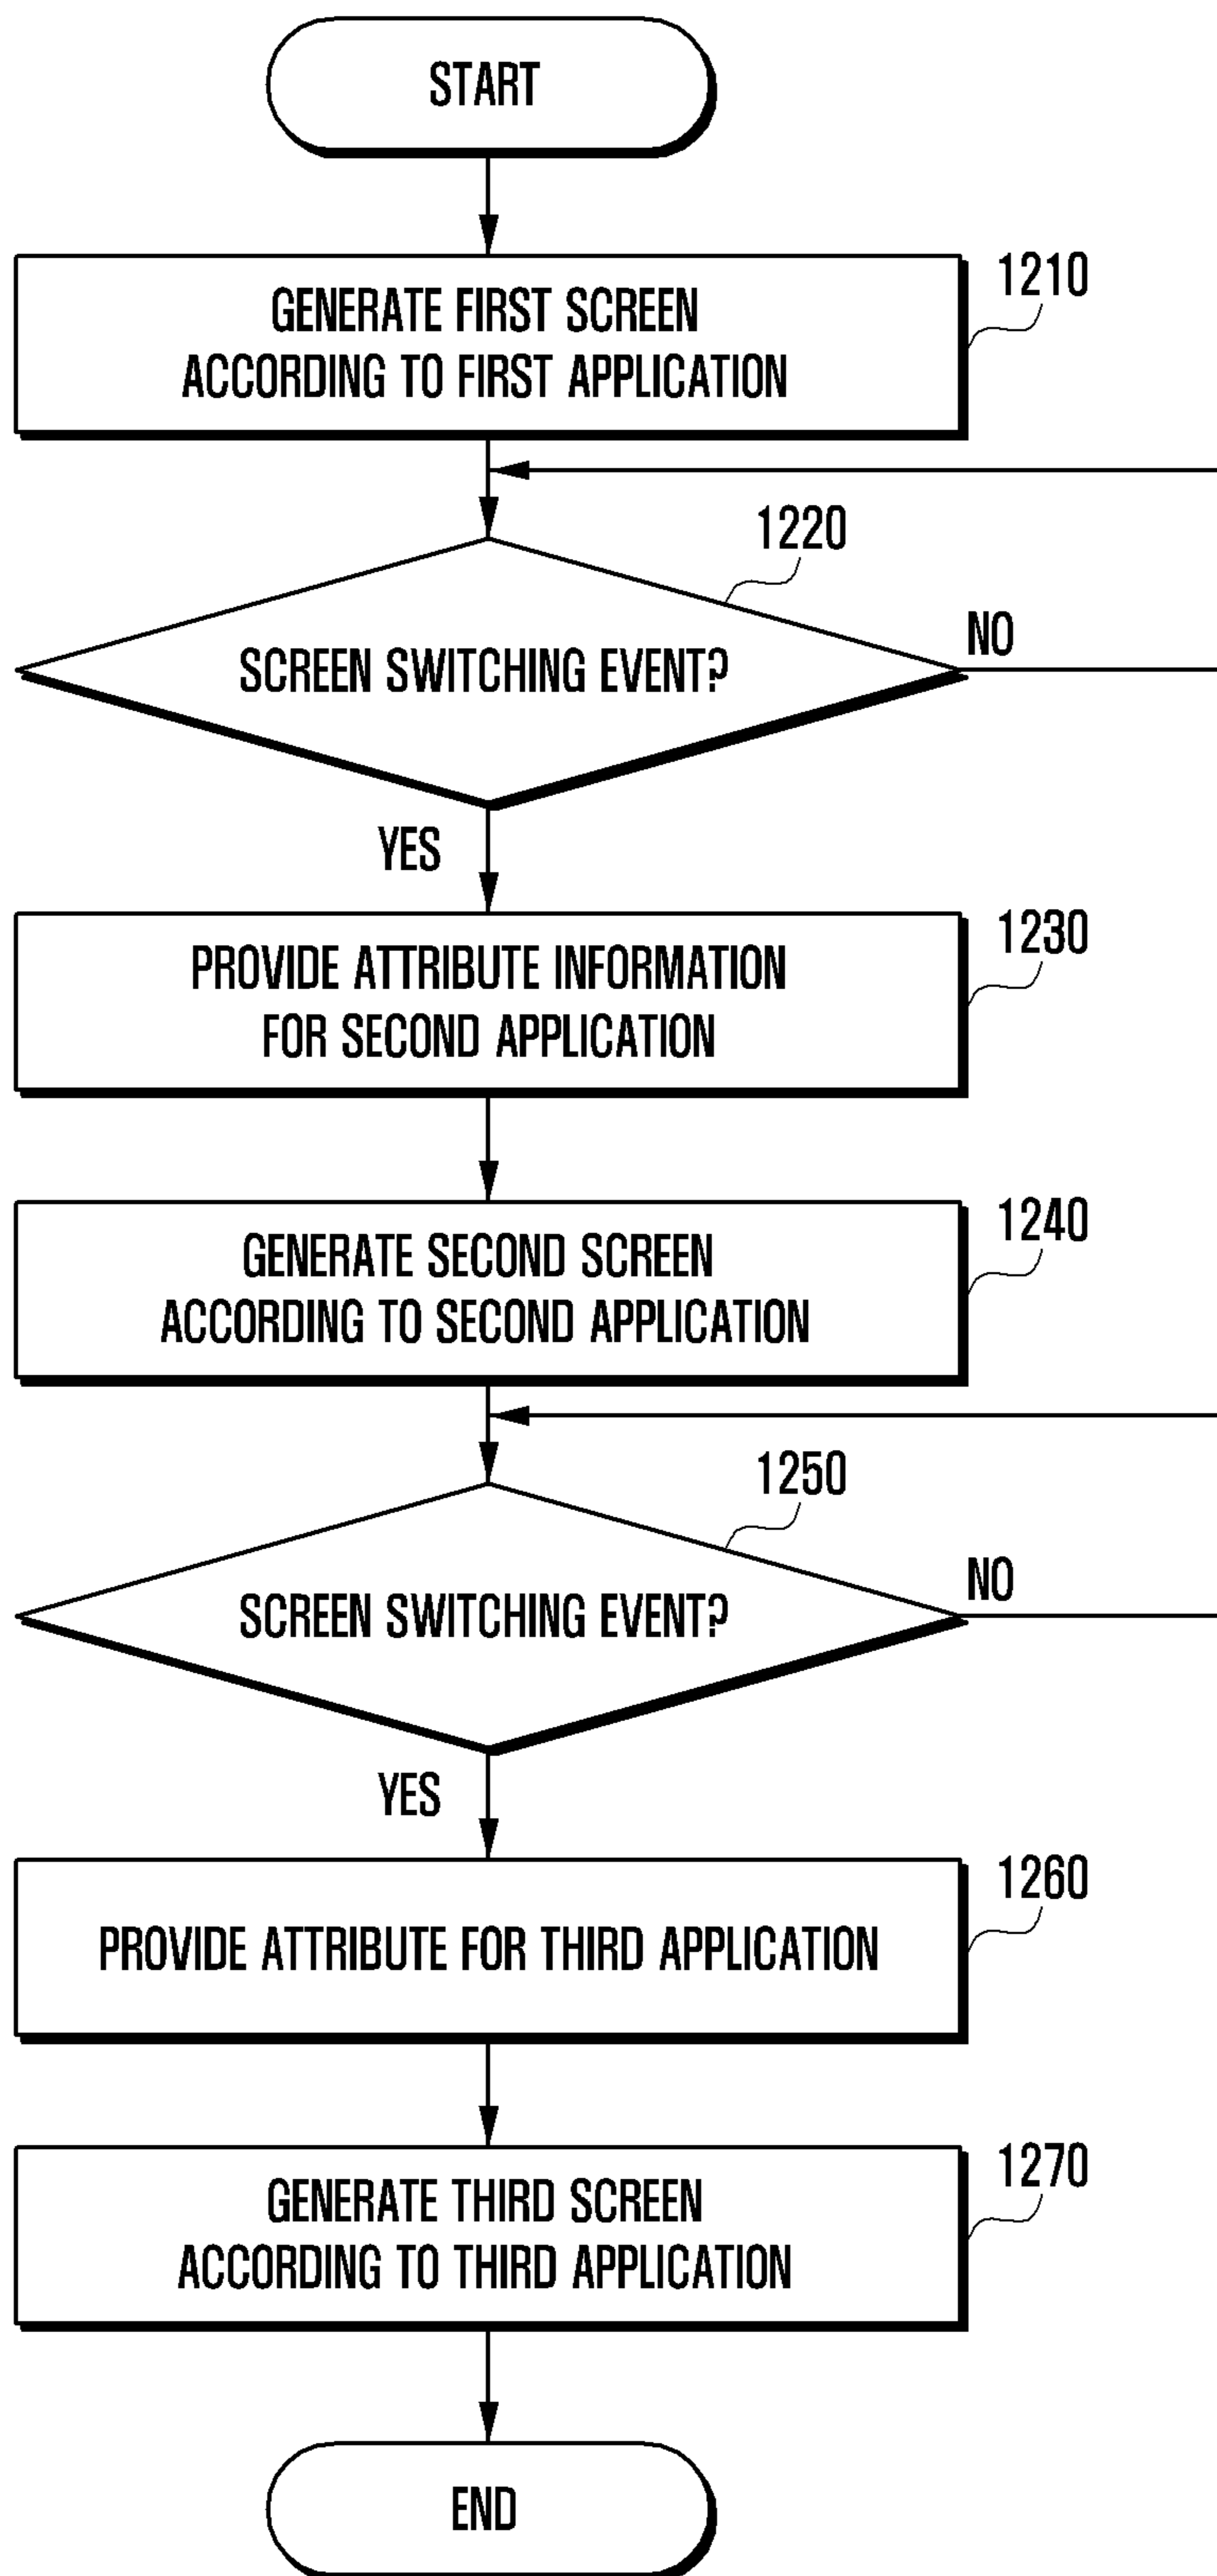 START
GENERATE FIRST SCREEN
ACCORDING TO FIRST APPLICATION
1210
1220
SCREEN SWITCHING EVENT?
NO
YES
PROVIDE ATTRIBUTE INFORMATION
FOR SECOND APPLICATION
1230
GENERATE SECOND SCREEN
ACCORDING TO SECOND APPLICATION
1240
1250
SCREEN SWITCHING EVENT?
NO
YES
PROVIDE ATTRIBUTE FOR THIRD APPLICATION
1260
GENERATE THIRD SCREEN
ACCORDING TO THIRD APPLICATION
1270
END